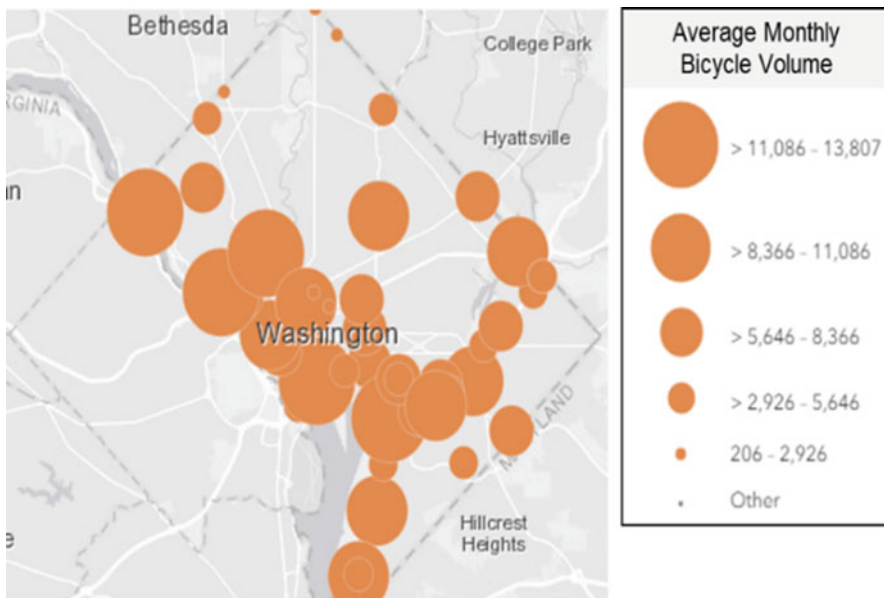 Bethesda
College Park
Hyattsville
Washington
MARYLAND
Hillcrest
Heights
Average Monthly
Bicycle Volume
> 11,086 - 13,807
> 8,366 - 11,086
> 5,646 - 8,366
> 2,926 - 5,646
206 - 2,926
Other